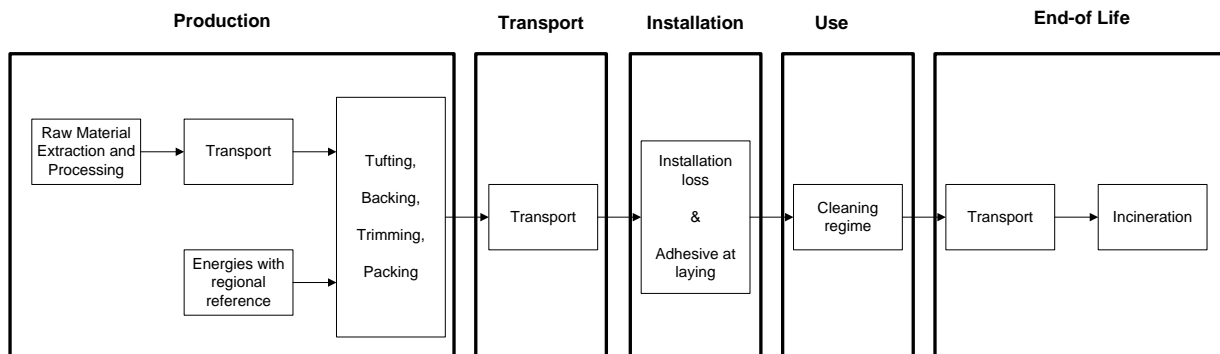 Production
Transport
Installation
Use
End-of Life
Raw Material
Extraction and
Processing
Transport
Energies with
regional
reference
Tufting,
Backing,
Trimming,
Packing
Transport
Installation
loss
&
Adhesive at
laying
Cleaning
regime
Transport
Incineration